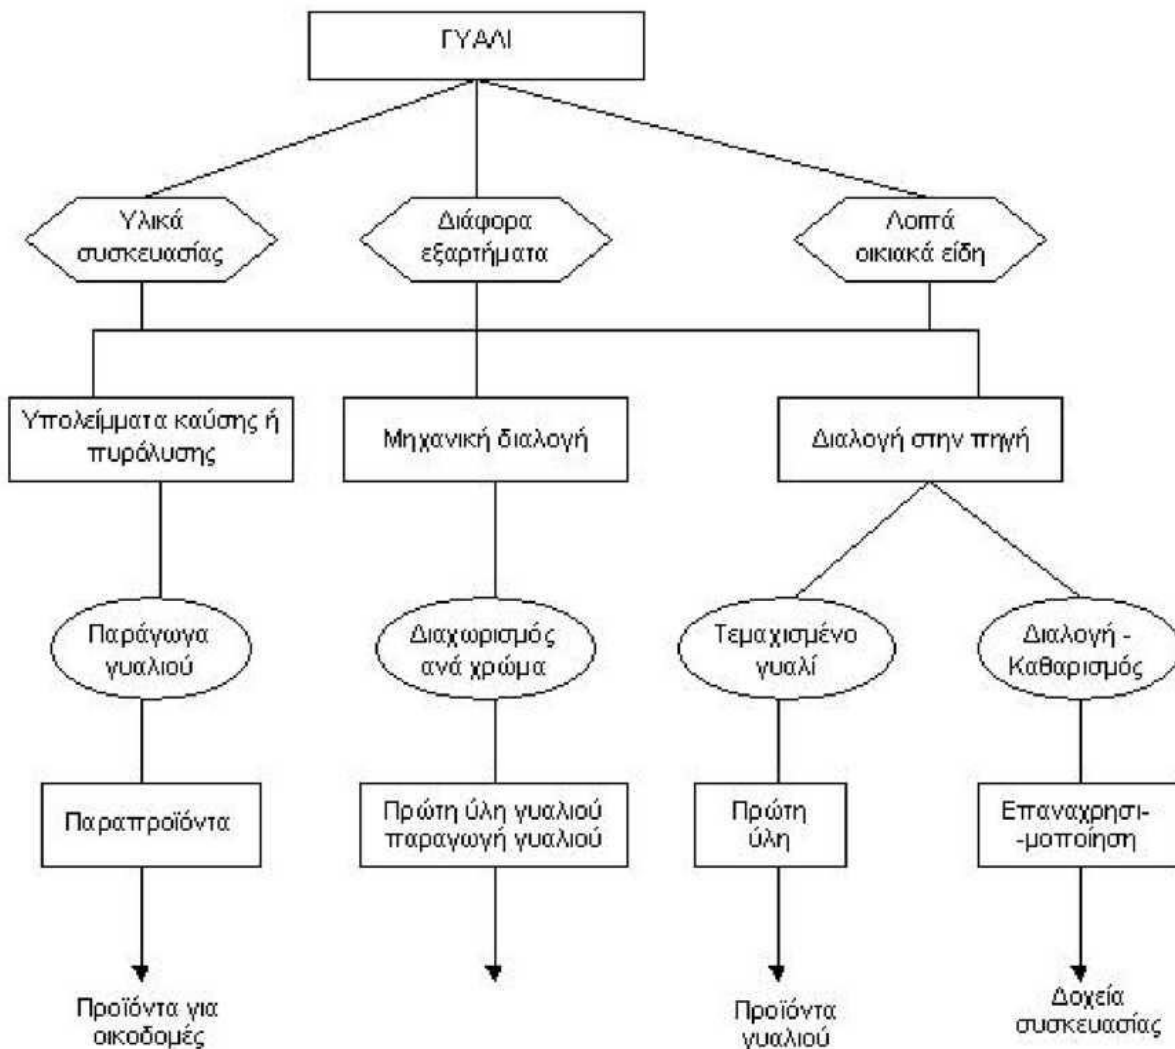 ΓΥΑΛΙ
Υλικά
συσκευασίας
Διάφορα
εξαρτήματα
Λοπτά
οικιακά είδη
Υπολείμματα καύσης ή
πυρόλυσης
Μηχανική διαλογή
Διαλογή στην πηγή
Παράγωγα
γυαλιού
Διαχωρισμός
ανά χρώμα
Τεμαχισμένο
γυαλί
Διαλογή -
Καθαρισμός
Παραπροϊόντα
Πρώτη ύλη γυαλιού
παραγωγή γυαλιού
Πρώτη
ύλη
Επαναχρησι-
-μοποίηση
Προϊόντα για
οικοδομές
Προϊόντα
γυαλιού
Δοχεία
συσκευασίας